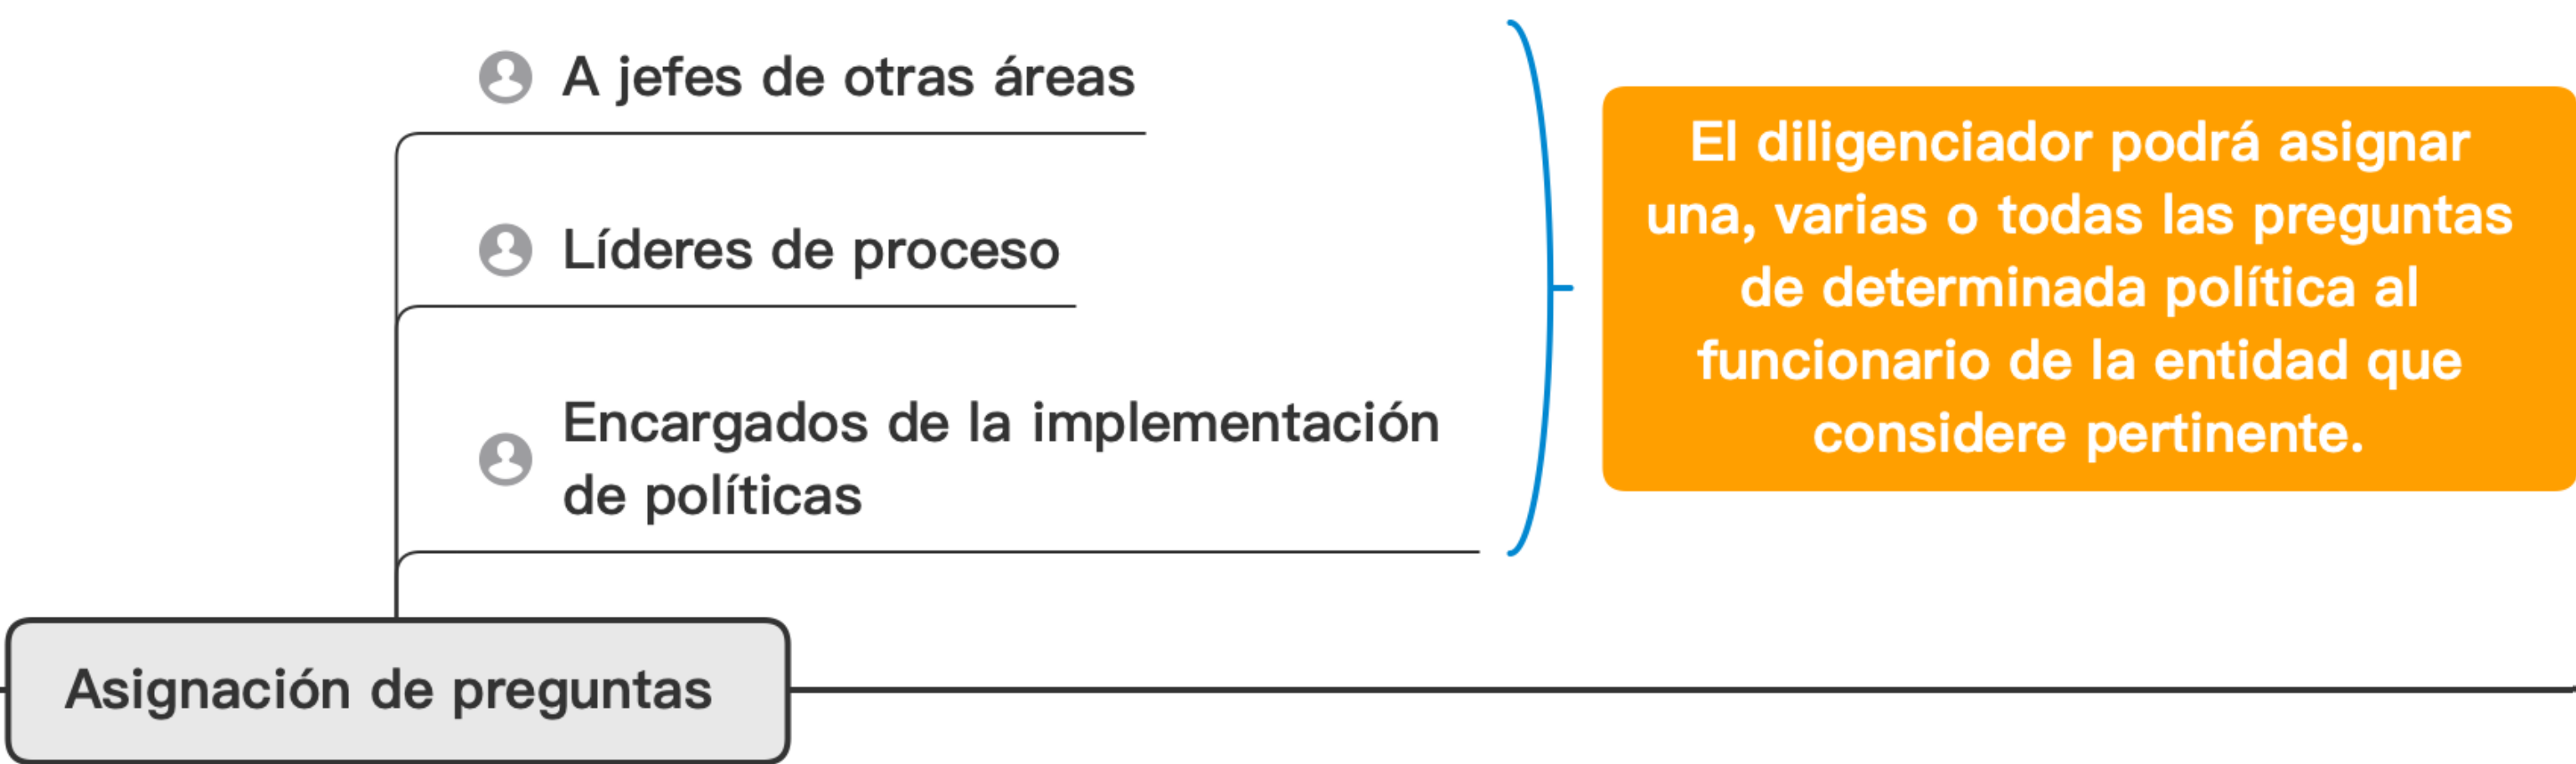 A jefes de otras áreas
Líderes de proceso
Encargados de la implementación
de políticas
El diligenciador podrá asignar
una, varias o todas las preguntas
de determinada política al
funcionario de la entidad que
considere pertinente.
Asignación de preguntas